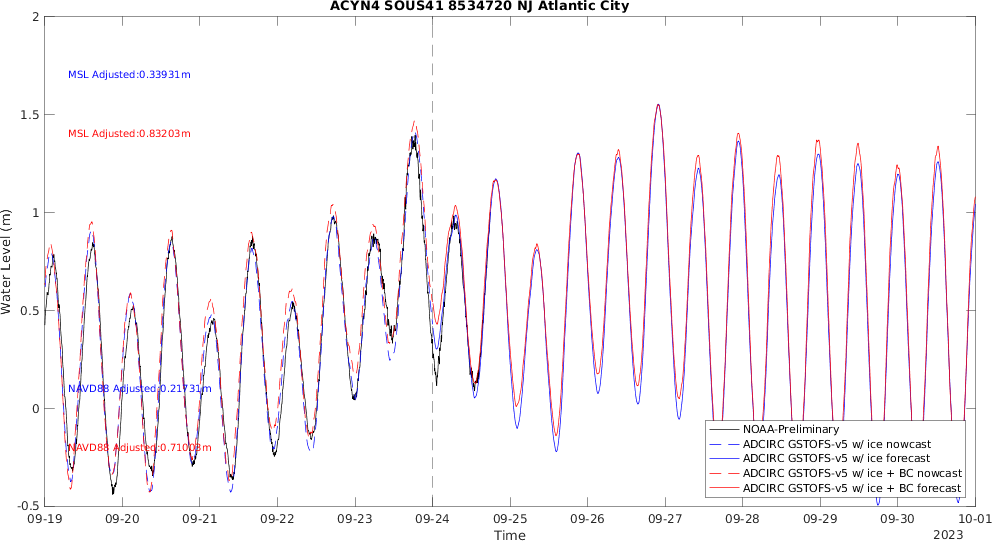 ACYN4 SOUS41 8534720 NJ Atlantic City
2
MSL Adjusted:0.33931m
1.5
MSL Adjusted:0.83203m
1
Water Level (m)
0.5
NAVD88 Adjusted:0.21731m
0
NAVD88 Adjusted:0.71003m
NOAA-Preliminary
ADCIRC GSTOFS-v5 w/ ice nowcast
ADCIRC GSTOFS-v5 w/ ice forecast
ADCIRC GSTOFS-v5 w/ ice + BC nowcast
ADCIRC GSTOFS-v5 w/ ice + BC forecast
-0.5
09-19 09-20 09-21 09-22 09-23 09-24 09-25 09-26 09-27 09-28 09-29 09-30 10-01
Time 2023